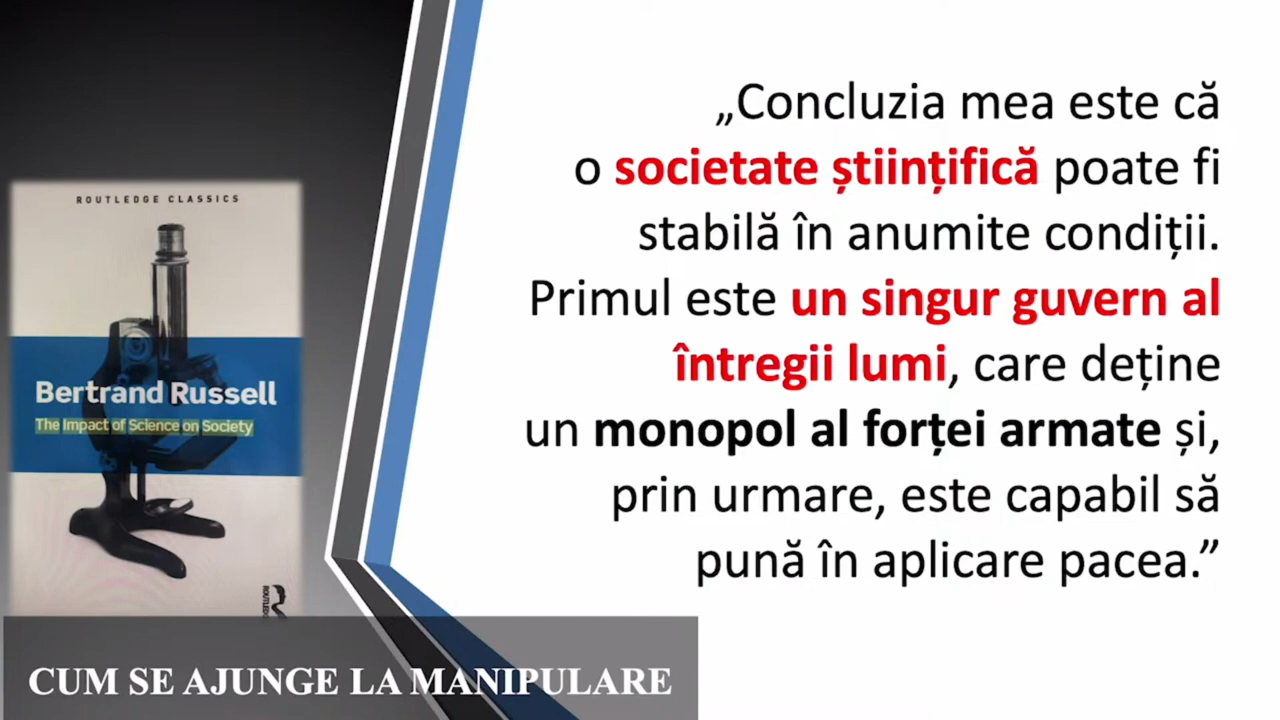 „Concluzia mea este că
o societate științifică poate fi
stabilă în anumite condiții.
Primul este un singur guvern al
întregii lumi, care deține
un monopol al forței armate și,
prin urmare, este capabil să
pună în aplicare pacea.”
ROUTLEDGE CLASSICS
Bertrand Russell
The Impact of Science on Society
CUM SE AJUNGE LA MANIPULARE